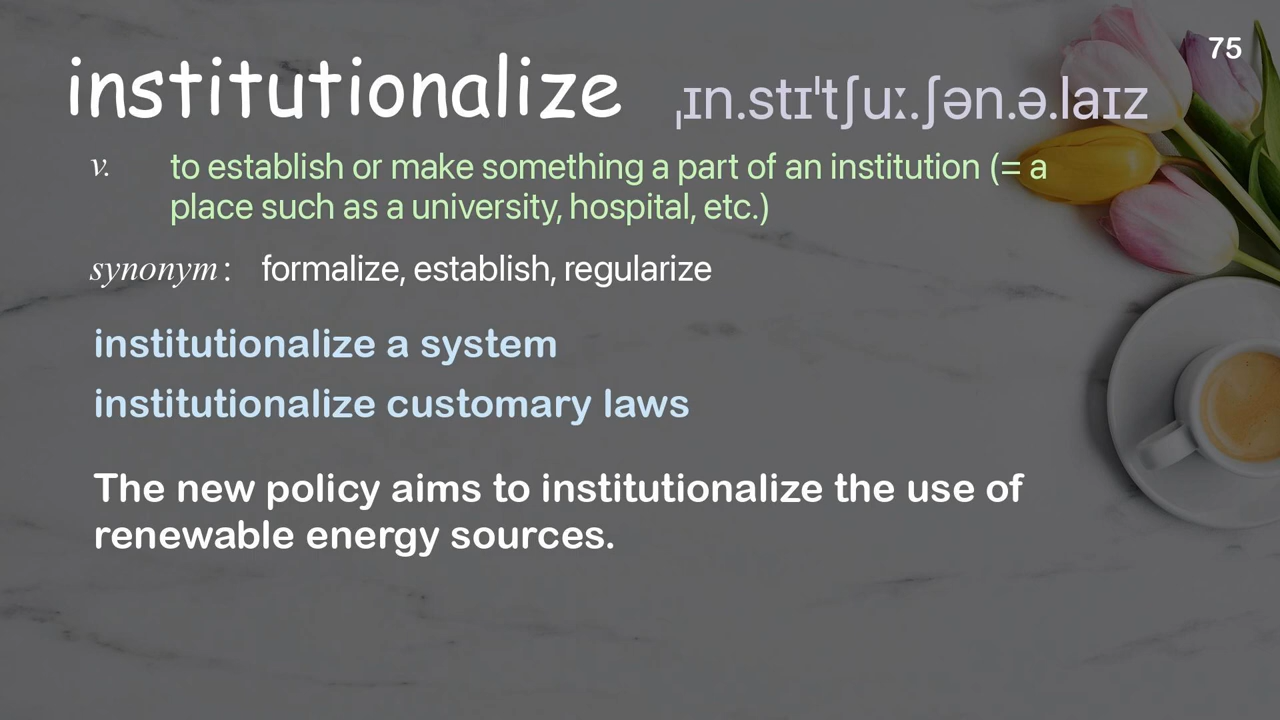 75
institutionalize ˌɪn.stɪˈtʃuː.ʃən.ə.laɪz
v. to establish or make something a part of an institution (= a
place such as a university, hospital, etc.)
synonym: formalize, establish, regularize
institutionalize a system
institutionalize customary laws
The new policy aims to institutionalize the use of
renewable energy sources.